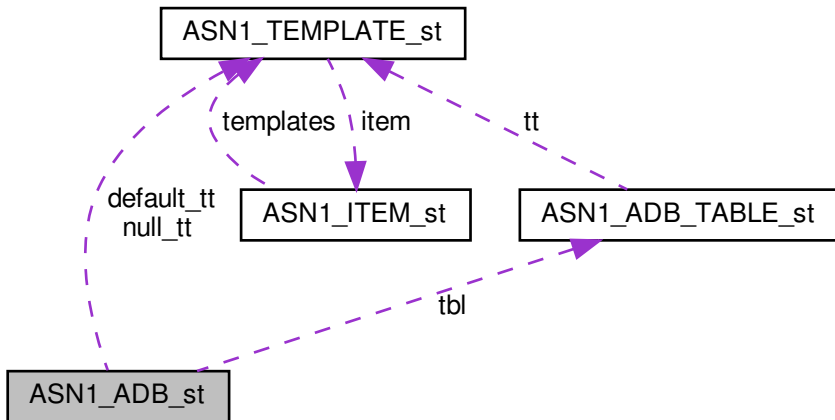 ASN1_TEMPLATE_st
templates
item
tt
default_tt
null_tt
ASN1_ITEM_st
ASN1_ADB_TABLE_st
tbl
ASN1_ADB_st